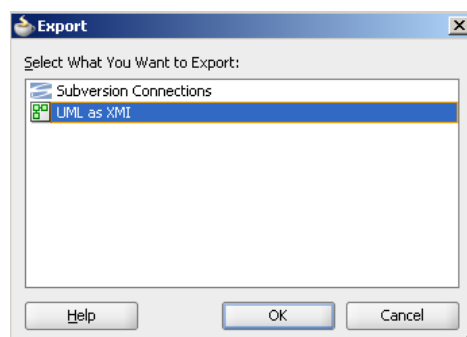 Export
Select What You Want to Export:
Subversion Connections
UML as XMI
Help
OK
Cancel